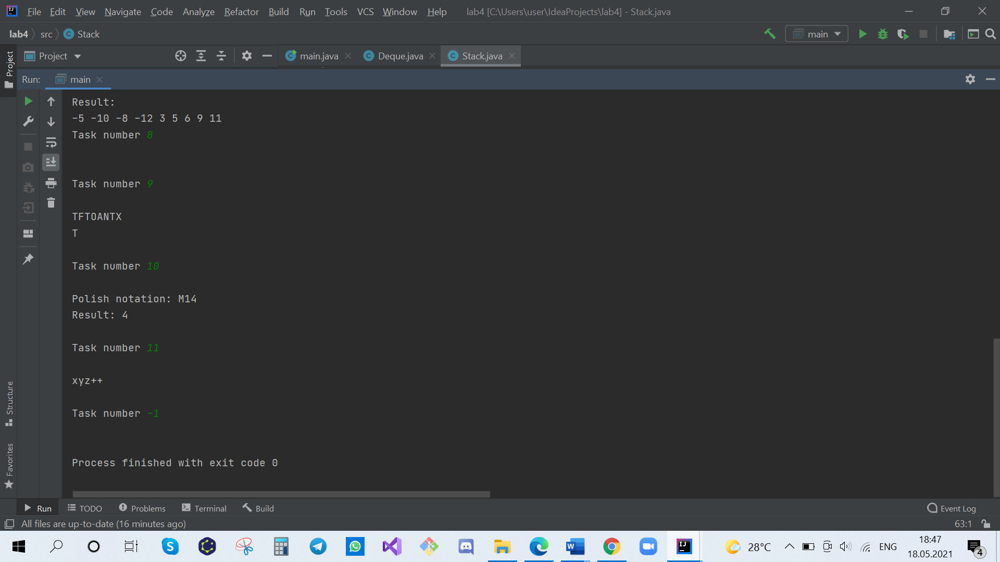 File Edit View Navigate Code Analyze Refactor Build Run Tools VCS Window Help lab4 [C:\Users\user\IdeaProjects\lab4] - Stack.java
lab4 src Stack main
Project main.java Deque.java Stack.java
Project
Run: main
Result:
-5 -10 -8 -12 3 5 6 9 11
Task number 8
Task number 9
TFTOANTX
T
Task number 10
Polish notation: M14
Result: 4
Task number 11
xyz++
Task number -1
Process finished with exit code 0
Structure
Favorites
Run TODO Problems Terminal Build Event Log
All files are up-to-date (16 minutes ago) 63:1
28°C ENG 18:47
18.05.2021 4